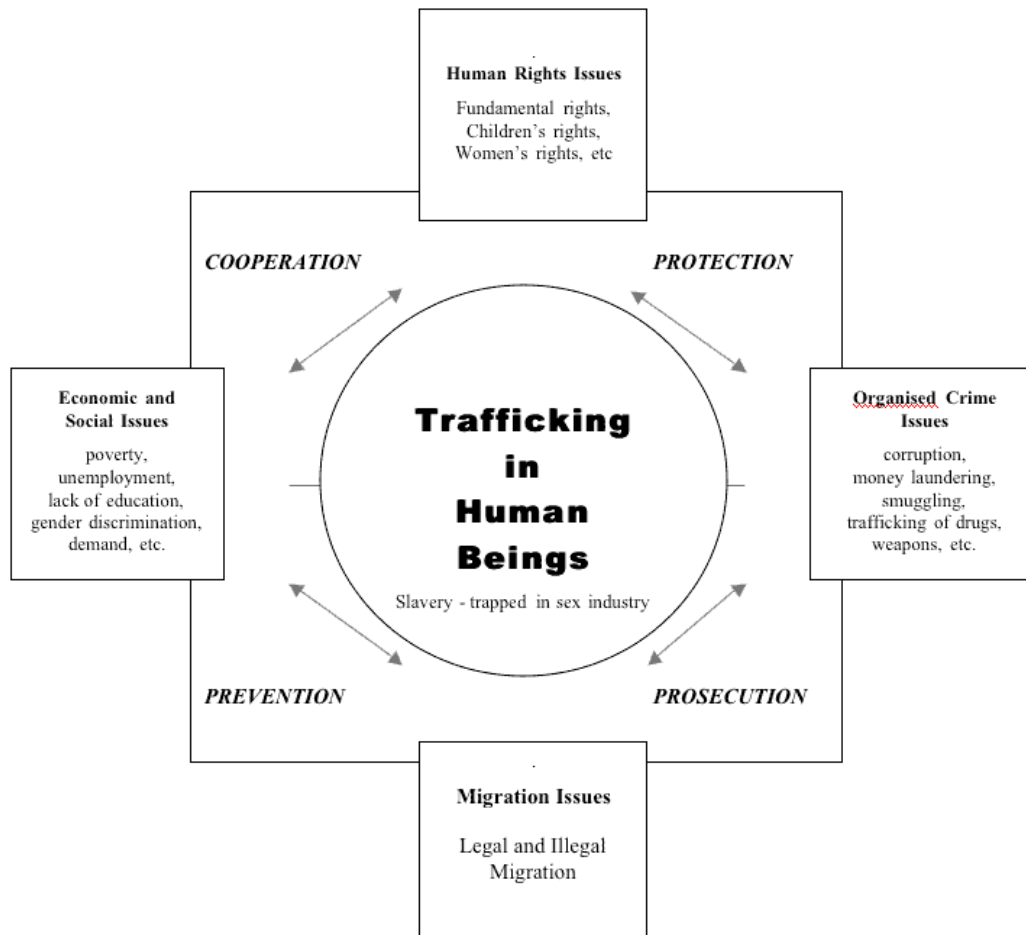 .
Human Rights Issues
Fundamental rights,
Children's rights,
Women's rights, etc
COOPERATION
PROTECTION
Economic and
Social Issues
poverty,
unemployment,
lack of education,
gender discrimination,
demand, etc.
Trafficking
in
Human
Beings
Slavery - trapped in sex industry
Organised Crime
Issues
corruption,
money laundering,
smuggling,
trafficking of drugs,
weapons, etc.
PREVENTION
PROSECUTION
.
Migration Issues
Legal and Illegal
Migration